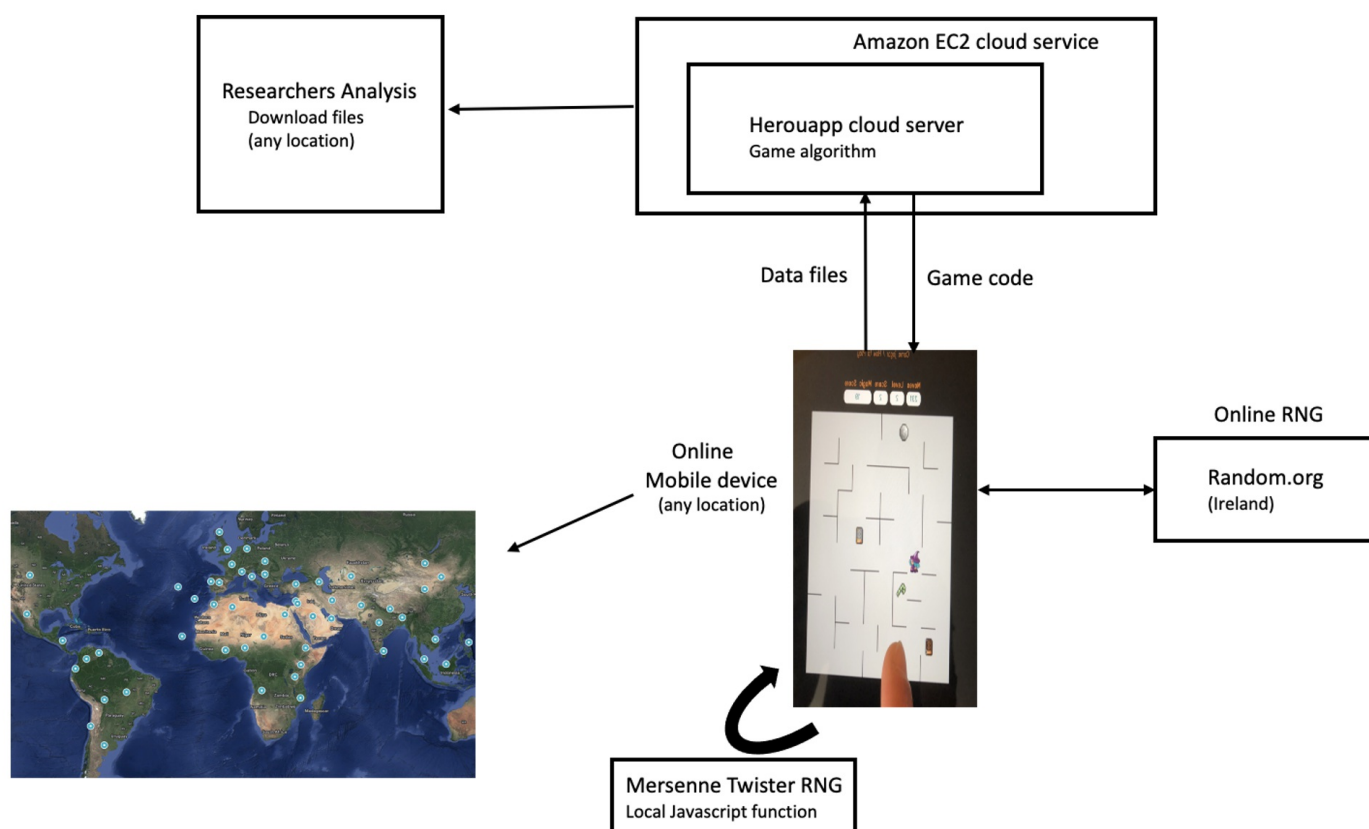 Amazon EC2 cloud service
Researchers Analysis
Download files
(any location)
Herouapp cloud server
Game algorithm
Data files
Game code
Online RNG
Online
Mobile device
(any location)
Random.org
(Ireland)
Mersenne Twister RNG
Local Javascript function